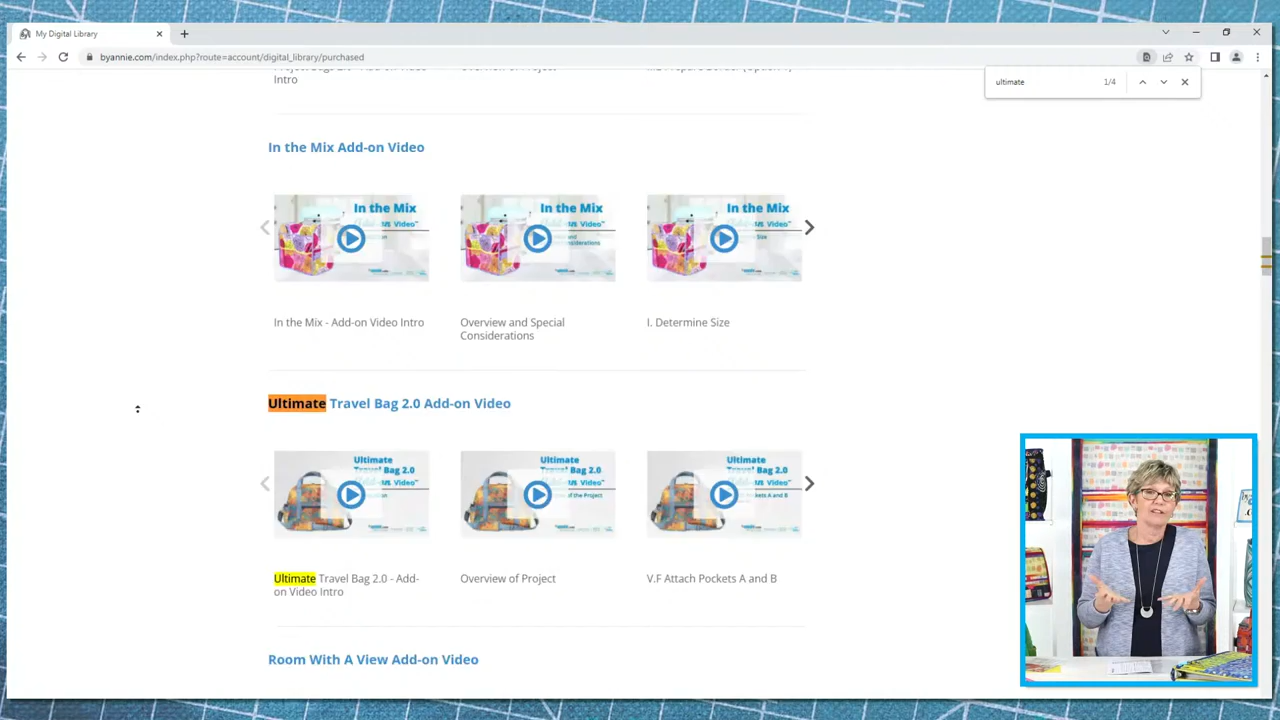 My Digital Library
byannie.com/index.php?route=account/digital_library/purchased
ultimate
1/4
Intro
In the Mix Add-on Video
In the Mix
In the Mix
In the Mix
In the Mix - Add-on Video Intro
Overview and Special
Considerations
I. Determine Size
Ultimate Travel Bag 2.0 Add-on Video
Ultimate
Travel Bag 2.0
Ultimate
Travel Bag 2.0
Ultimate
Travel Bag 2.0
Ultimate Travel Bag 2.0 - Add-
on Video Intro
Overview of Project
V.F Attach Pockets A and B
Room With A View Add-on Video